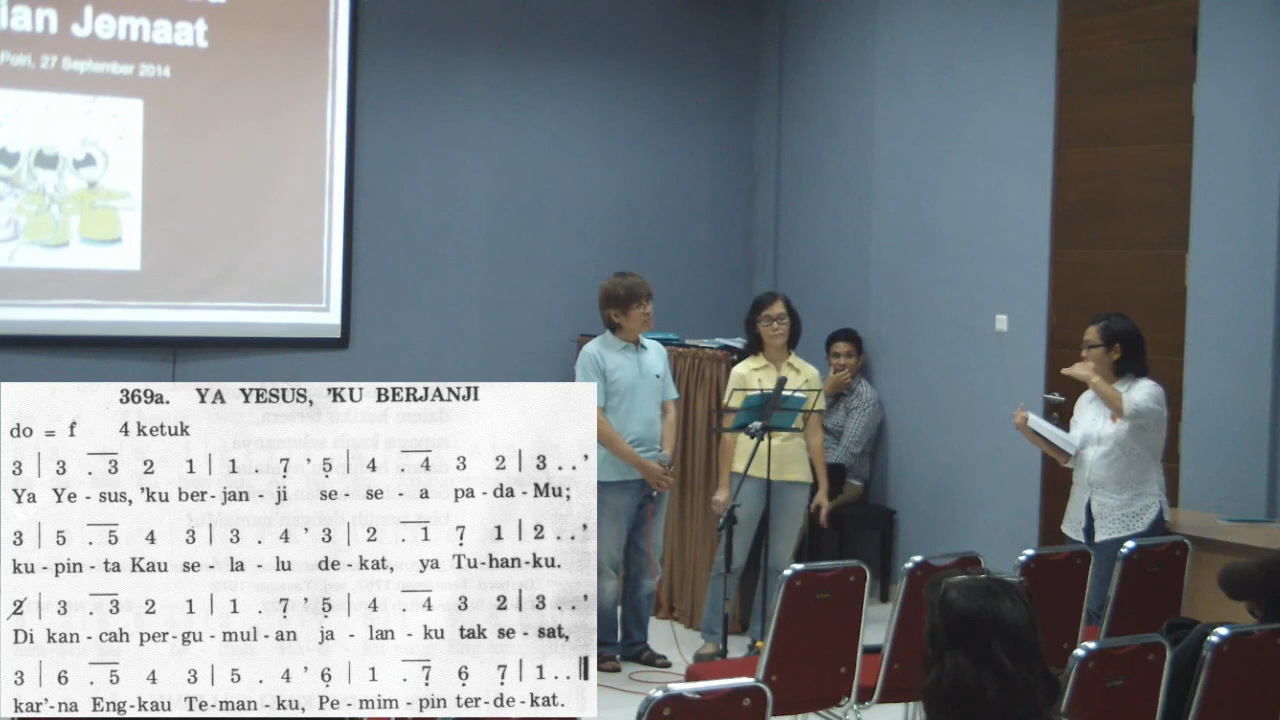 ian Jemaat
Polri, 27 September 2014
369a. YA YESUS, 'KU BERJANJI
do = f 4 ketuk
3 | 3 . 3 2 1 | 1 . 7̣ ' 5̣ | 4 . 4 3 2 | 3 . . '
Ya Ye - sus, 'ku ber - jan - ji se - se - a pa - da - Mu;
3 | 5 . 5 4 3 | 3 . 4 ' 3 | 2 . 1 7̣ 1 | 2 . . '
ku - pin - ta Kau se - la - lu de - kat, ya Tu-han-ku.
2 | 3 . 3 2 1 | 1 . 7̣ ' 5̣ | 4 . 4 3 2 | 3 . . '
Di kan - cah per - gu - mul - an ja - lan - ku tak se - sat,
3 | 6 . 5 4 3 | 5 . 4 ' 6̣ | 1 . 7̣ 6̣ 7̣ | 1 . .
kar'-na Eng-kau Te-man - ku, Pe - mim - pin ter-de-kat.